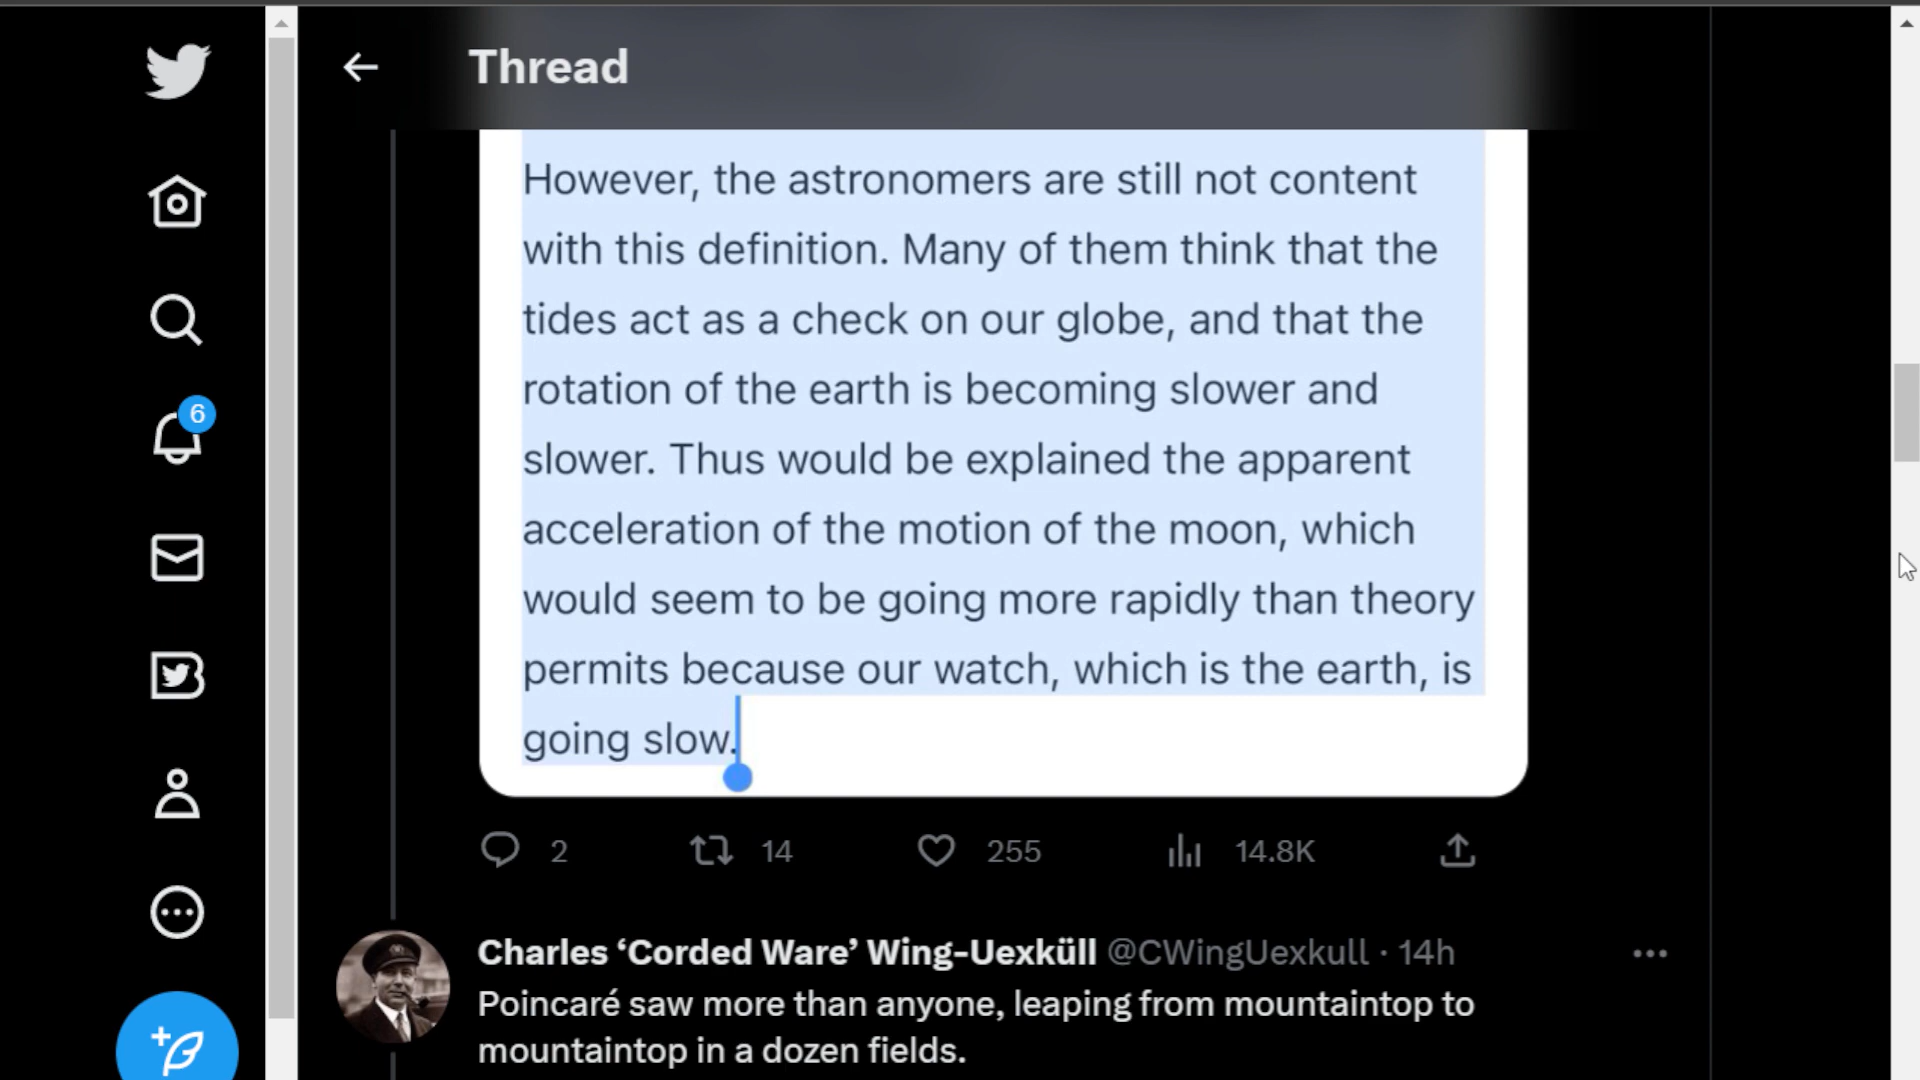 Thread
However, the astronomers are still not content
with this definition. Many of them think that the
tides act as a check on our globe, and that the
rotation of the earth is becoming slower and
slower. Thus would be explained the apparent
acceleration of the motion of the moon, which
would seem to be going more rapidly than theory
permits because our watch, which is the earth, is
going slow.
6
2 14 255 14.8K
Charles ‘Corded Ware’ Wing-Uexküll @CWingUexkull · 14h
Poincaré saw more than anyone, leaping from mountaintop to
mountaintop in a dozen fields.